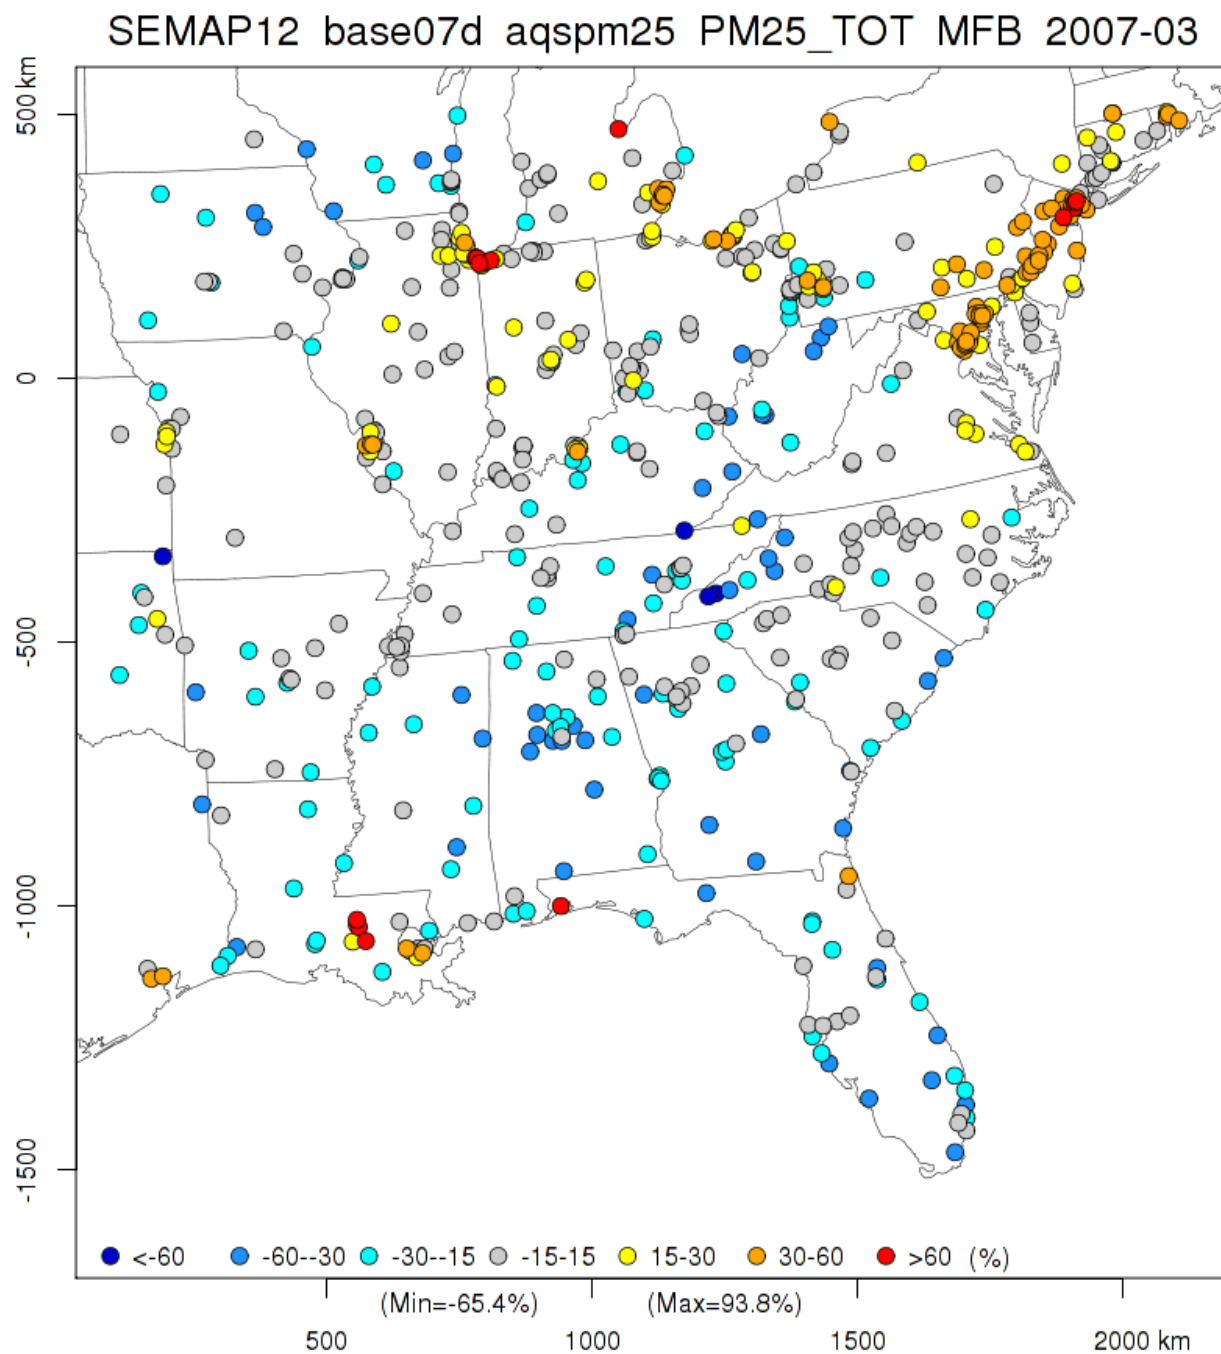 SEMAP12 base07d aqspm25 PM25_TOT MFB 2007-03
500 km
0
-500
-1000
-1500
<-60 -60--30 -30--15 -15-15 15-30 30-60 >60 (%)
(Min=-65.4%) (Max=93.8%)
500 1000 1500 2000 km